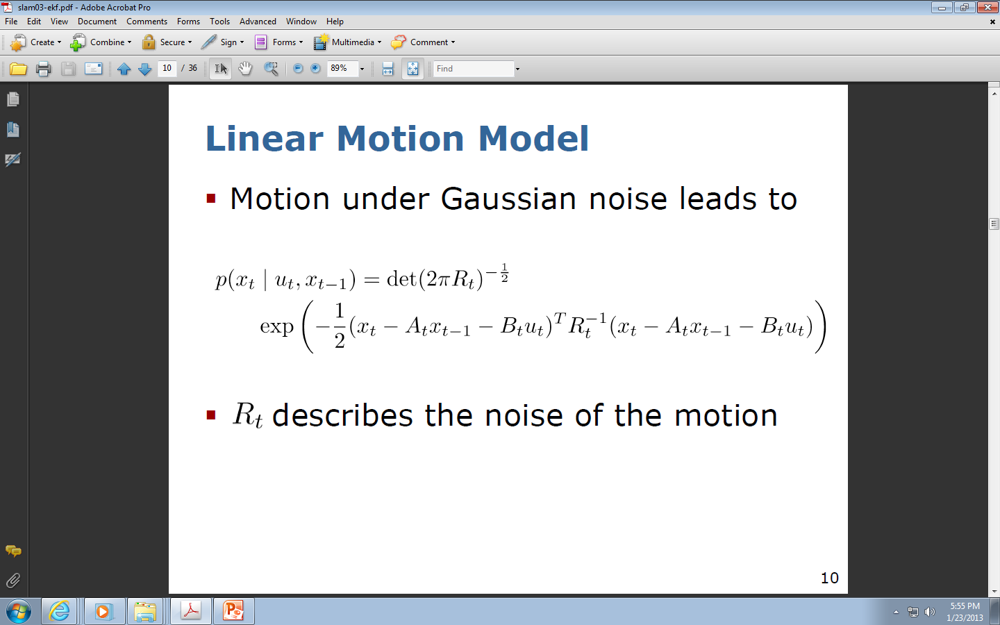 slam03-ekf.pdf - Adobe Acrobat Pro
File Edit View Document Comments Forms Tools Advanced Window Help
Create Combine Secure Sign Forms Multimedia Comment
10 / 36 89% Find
Linear Motion Model
Motion under Gaussian noise leads to
p(x_t | u_t, x_{t−1}) = det(2πR_t)^{−1/2}
exp(−1/2 (x_t − A_t x_{t−1} − B_t u_t)^T R_t^{−1} (x_t − A_t x_{t−1} − B_t u_t))
R_t describes the noise of the motion
10
5:55 PM
1/23/2013